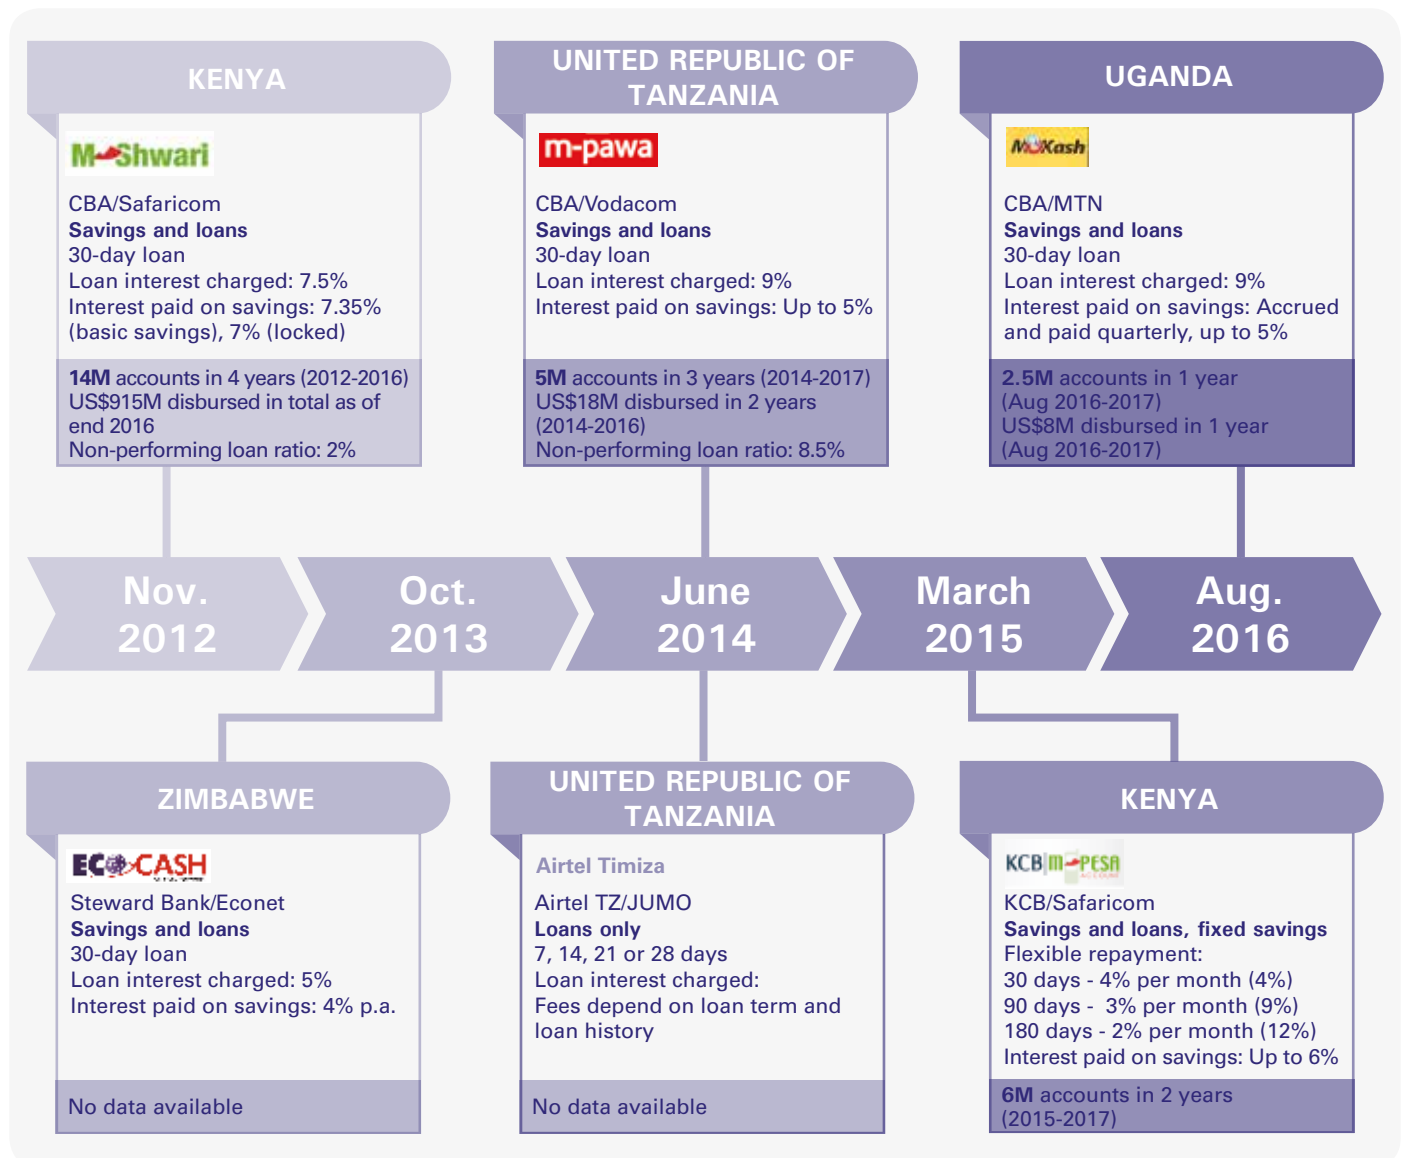 KENYA
M-Shwari
CBA/Safaricom
Savings and loans
30-day loan
Loan interest charged: 7.5%
Interest paid on savings: 7.35%
(basic savings), 7% (locked)
14M accounts in 4 years (2012-2016)
US$915M disbursed in total as of
end 2016
Non-performing loan ratio: 2%
UNITED REPUBLIC OF
TANZANIA
m-pawa
CBA/Vodacom
Savings and loans
30-day loan
Loan interest charged: 9%
Interest paid on savings: Up to 5%
5M accounts in 3 years (2014-2017)
US$18M disbursed in 2 years
(2014-2016)
Non-performing loan ratio: 8.5%
UGANDA
MoKash
CBA/MTN
Savings and loans
30-day loan
Loan interest charged: 9%
Interest paid on savings: Accrued
and paid quarterly, up to 5%
2.5M accounts in 1 year
(Aug 2016-2017)
US$8M disbursed in 1 year
(Aug 2016-2017)
Nov.
2012
Oct.
2013
June
2014
March
2015
Aug.
2016
ZIMBABWE
ECOCASH
Steward Bank/Econet
Savings and loans
30-day loan
Loan interest charged: 5%
Interest paid on savings: 4% p.a.
No data available
UNITED REPUBLIC OF
TANZANIA
Airtel Timiza
Airtel TZ/JUMO
Loans only
7, 14, 21 or 28 days
Loan interest charged:
Fees depend on loan term and
loan history
No data available
KENYA
KCB m-PESA
ACCOUNT
KCB/Safaricom
Savings and loans, fixed savings
Flexible repayment:
30 days - 4% per month (4%)
90 days - 3% per month (9%)
180 days - 2% per month (12%)
Interest paid on savings: Up to 6%
6M accounts in 2 years
(2015-2017)